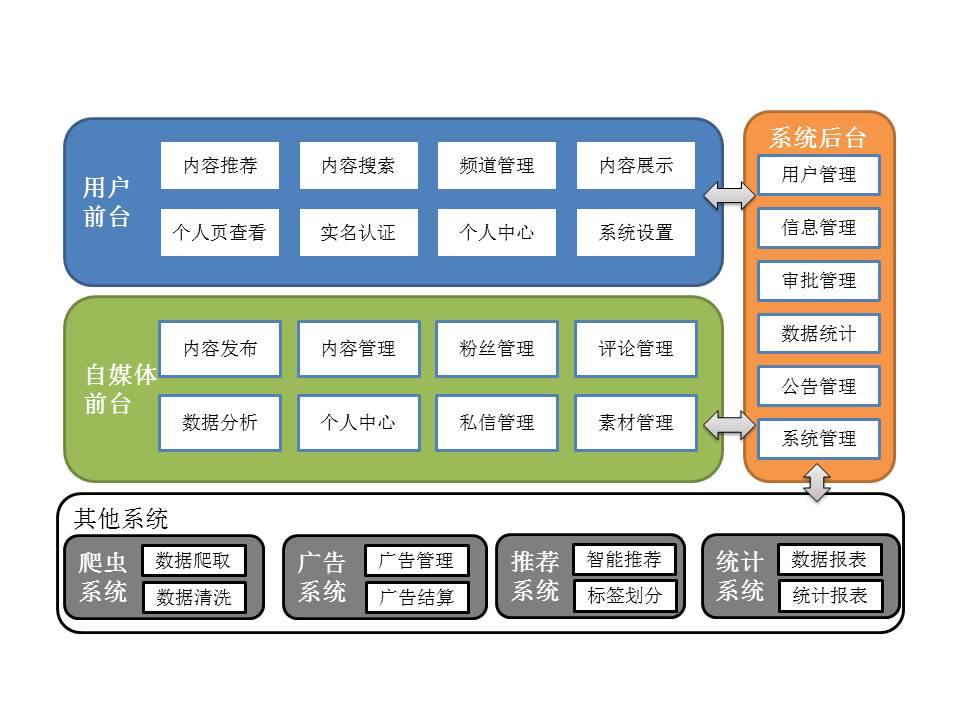 用户
前台
内容推荐
内容搜索
频道管理
内容展示
个人页查看
实名认证
个人中心
系统设置
自媒体
前台
内容发布
内容管理
粉丝管理
评论管理
数据分析
个人中心
私信管理
素材管理
系统后台
用户管理
信息管理
审批管理
数据统计
公告管理
系统管理
其他系统
爬虫
系统
数据爬取
数据清洗
广告
系统
广告管理
广告结算
推荐
系统
智能推荐
标签划分
统计
系统
数据报表
统计报表